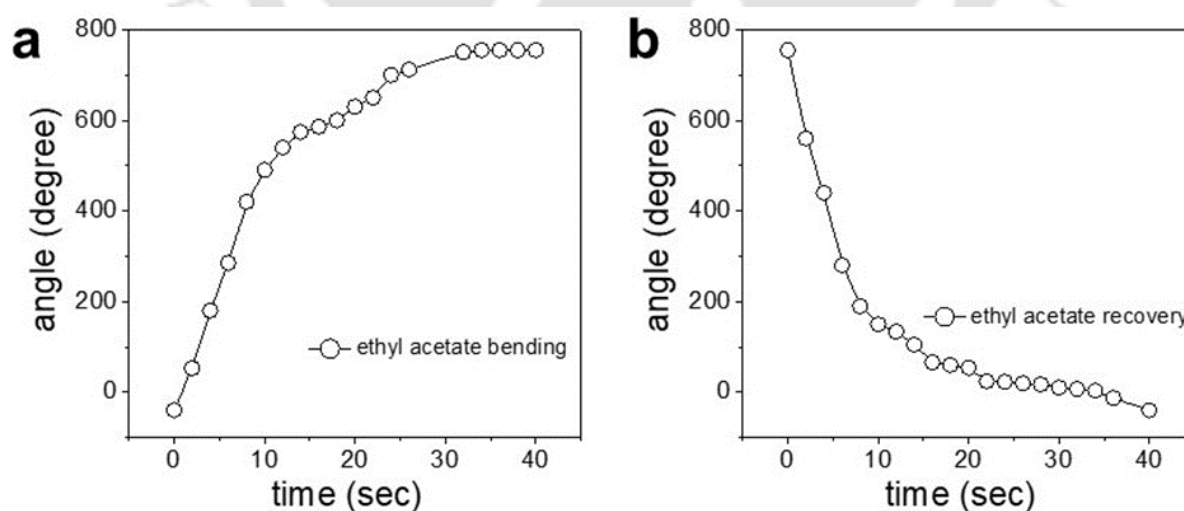 a
800
600
400
200
0
angle (degree)
ethyl acetate bending
0 10 20 30 40
time (sec)
b
800
600
400
200
0
angle (degree)
ethyl acetate recovery
0 10 20 30 40
time (sec)